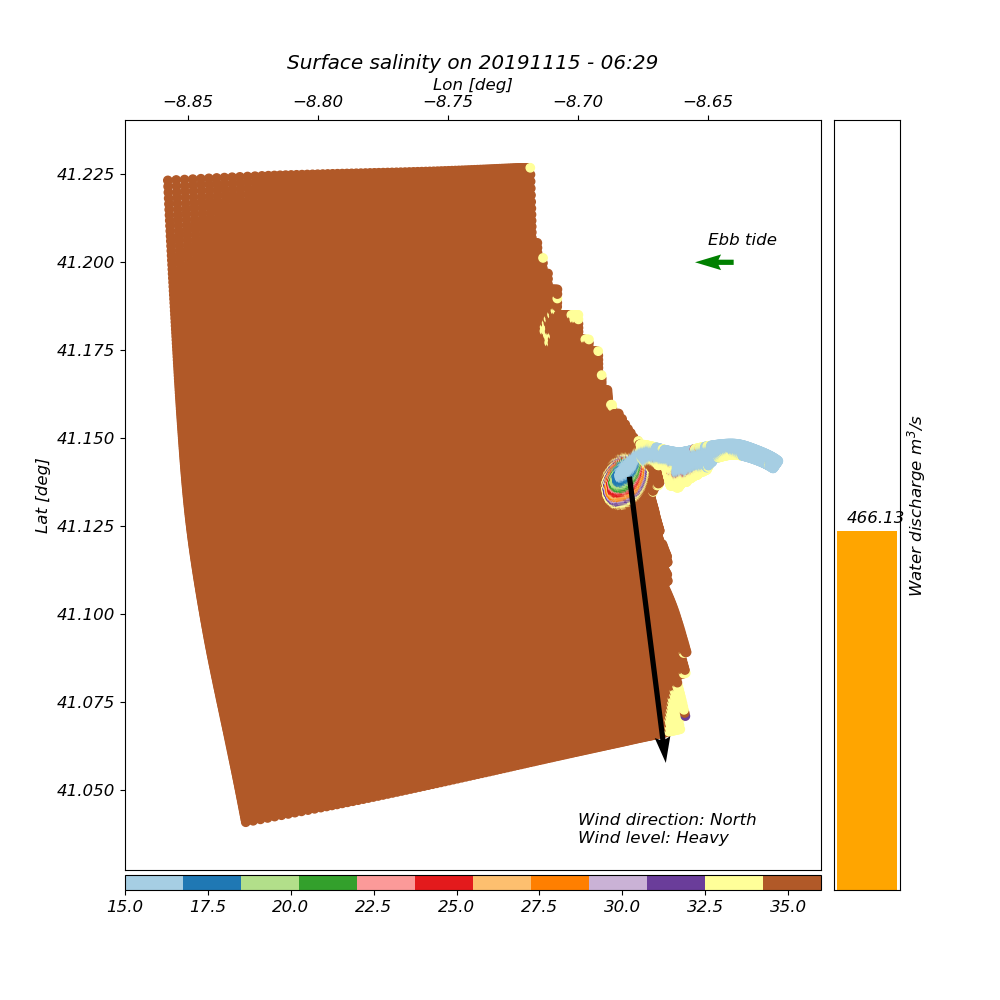 Surface salinity on 20191115 - 06:29
Lon [deg]
−8.85 −8.80 −8.75 −8.70 −8.65
41.225
Ebb tide
41.200
41.175
41.150
Lat [deg]
Water discharge m³/s
466.13
41.125
41.100
41.075
41.050
Wind direction: North
Wind level: Heavy
15.0 17.5 20.0 22.5 25.0 27.5 30.0 32.5 35.0